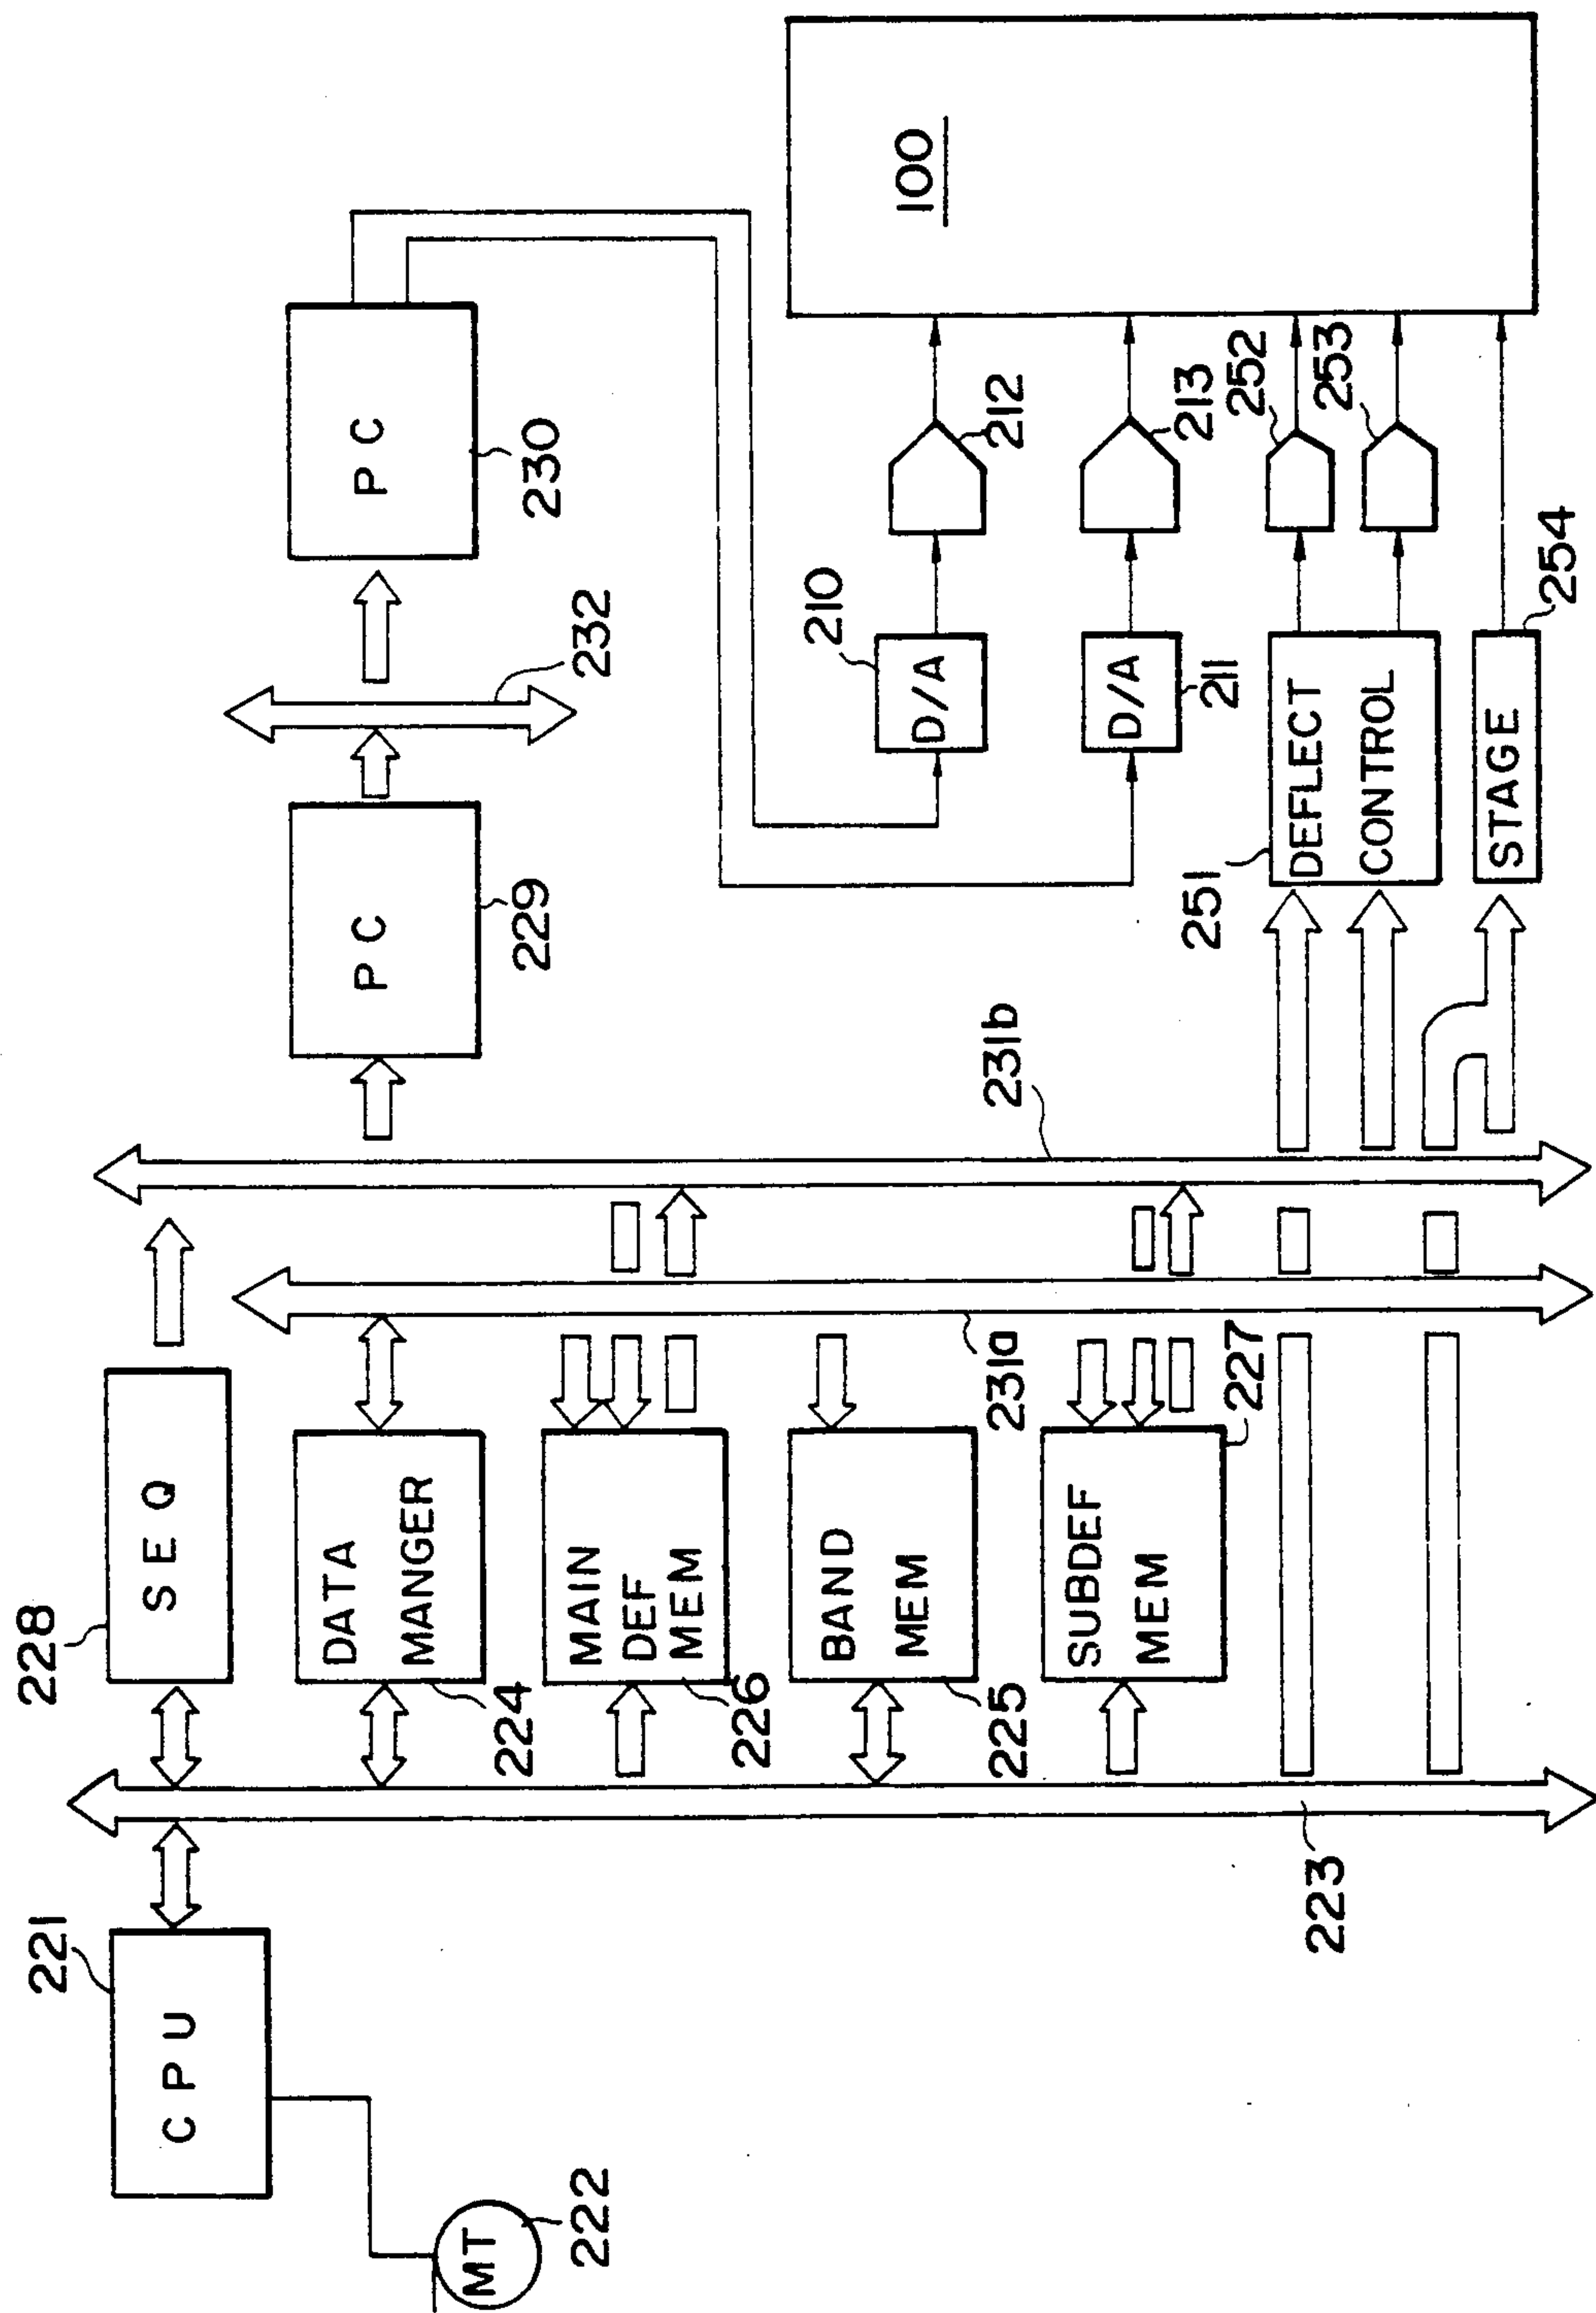 221
CPU
MT
222
228
SEQ
DATA
MANGER
224
MAIN
DEF
MEM
226
BAND
MEM
225
SUBDEF
MEM
227
223
231a
231b
PC
229
232
PC
230
210
D/A
212
D/A
211
213
251
DEFLECT
CONTROL
252
253
STAGE
254
100